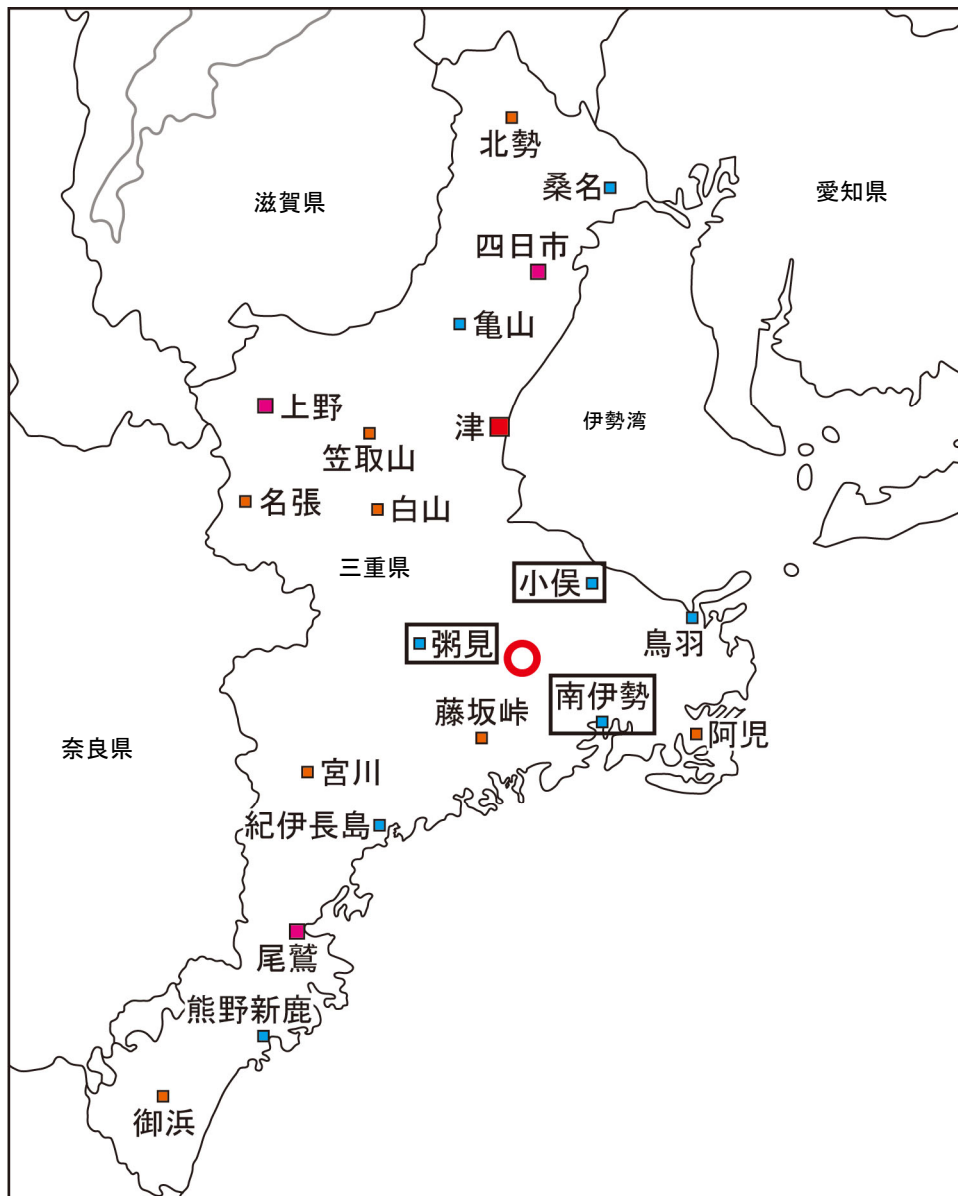 北勢
桑名
滋賀県
愛知県
四日市
亀山
上野
津
伊勢湾
笠取山
名張
白山
三重県
小俣
粥見
鳥羽
南伊勢
藤坂峠
阿児
奈良県
宮川
紀伊長島
尾鷲
熊野新鹿
御浜